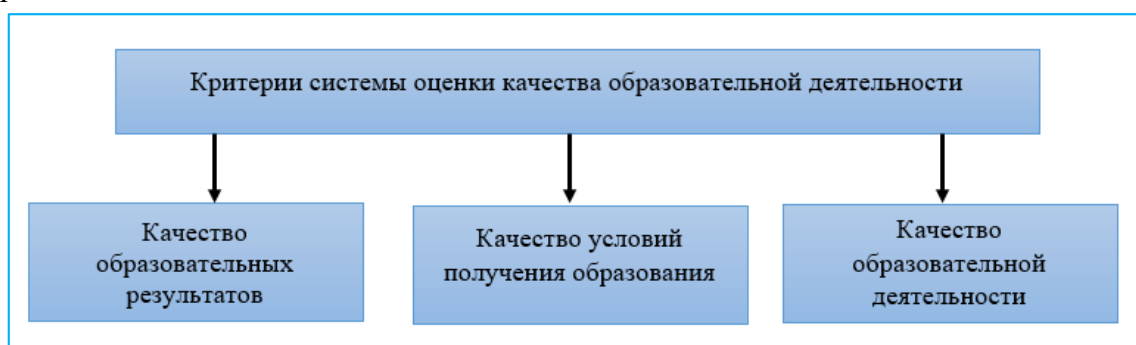 Критерии системы оценки качества образовательной деятельности
Качество
образовательных
результатов
Качество условий
получения образования
Качество
образовательной
деятельности